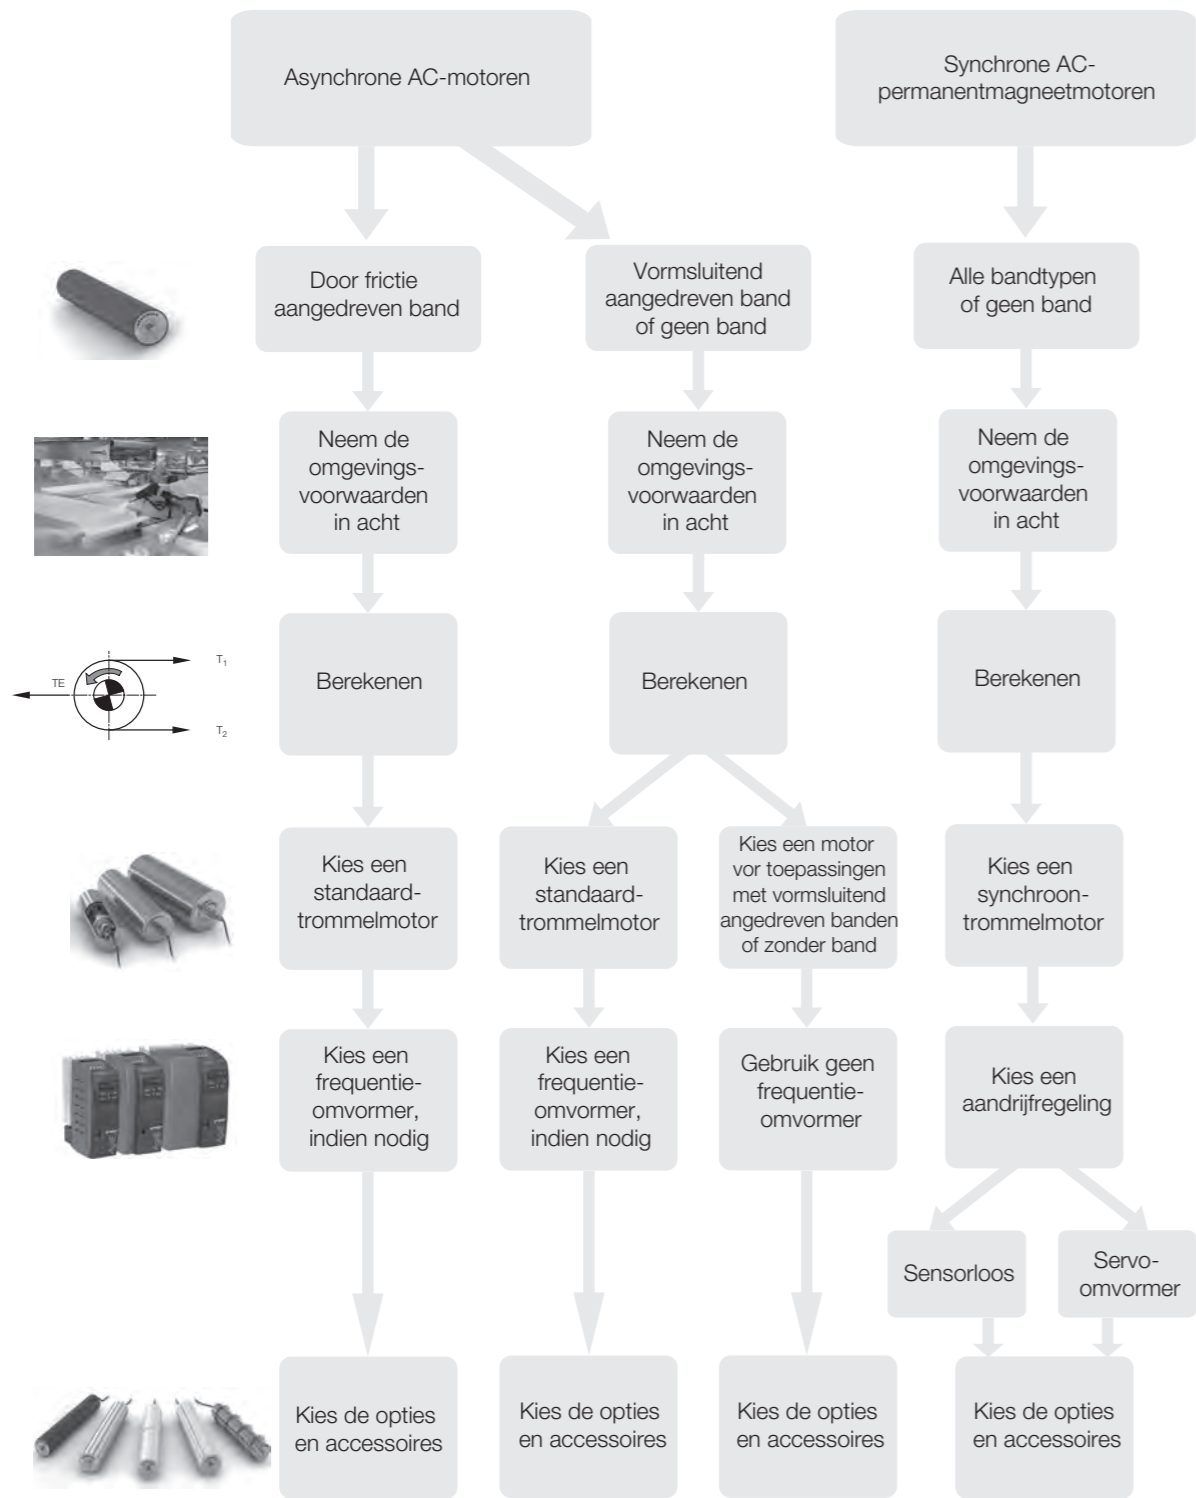 Asynchrone AC-motoren
Synchrone AC-
permanentmagneetmotoren
Door frictie
aangedreven band
Vormsluitend
aangedreven band
of geen band
Alle bandtypen
of geen band
Neem de
omgevings-
voorwaarden
in acht
Neem de
omgevings-
voorwaarden
in acht
Neem de
omgevings-
voorwaarden
in acht
T1
TE
T2
Berekenen
Berekenen
Berekenen
Kies een
standaard-
trommelmotor
Kies een
standaard-
trommelmotor
Kies een motor
vor toepassingen
met vormsluitend
angedreven banden
of zonder band
Kies een
synchroon-
trommelmotor
Kies een
frequentie-
omvormer,
indien nodig
Kies een
frequentie-
omvormer,
indien nodig
Gebruik geen
frequentie-
omvormer
Kies een
aandrijfregeling
Sensorloos
Servo-
omvormer
Kies de opties
en accessoires
Kies de opties
en accessoires
Kies de opties
en accessoires
Kies de opties
en accessoires